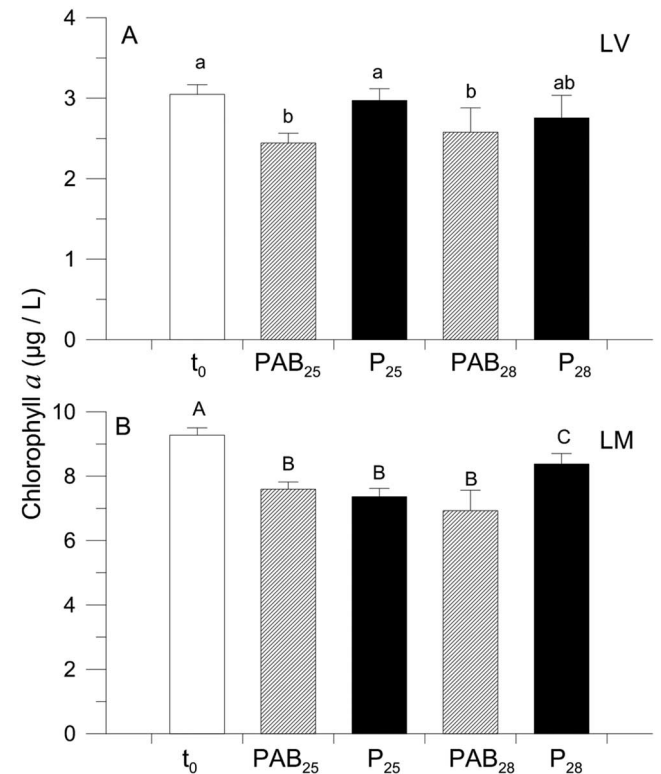 A LV
4
3
2
1
0
a
b
a
b
ab
t₀ PAB₂₅ P₂₅ PAB₂₈ P₂₈
Chlorophyll a (µg / L)
B LM
10
8
6
4
2
0
A
B
B
B
C
t₀ PAB₂₅ P₂₅ PAB₂₈ P₂₈